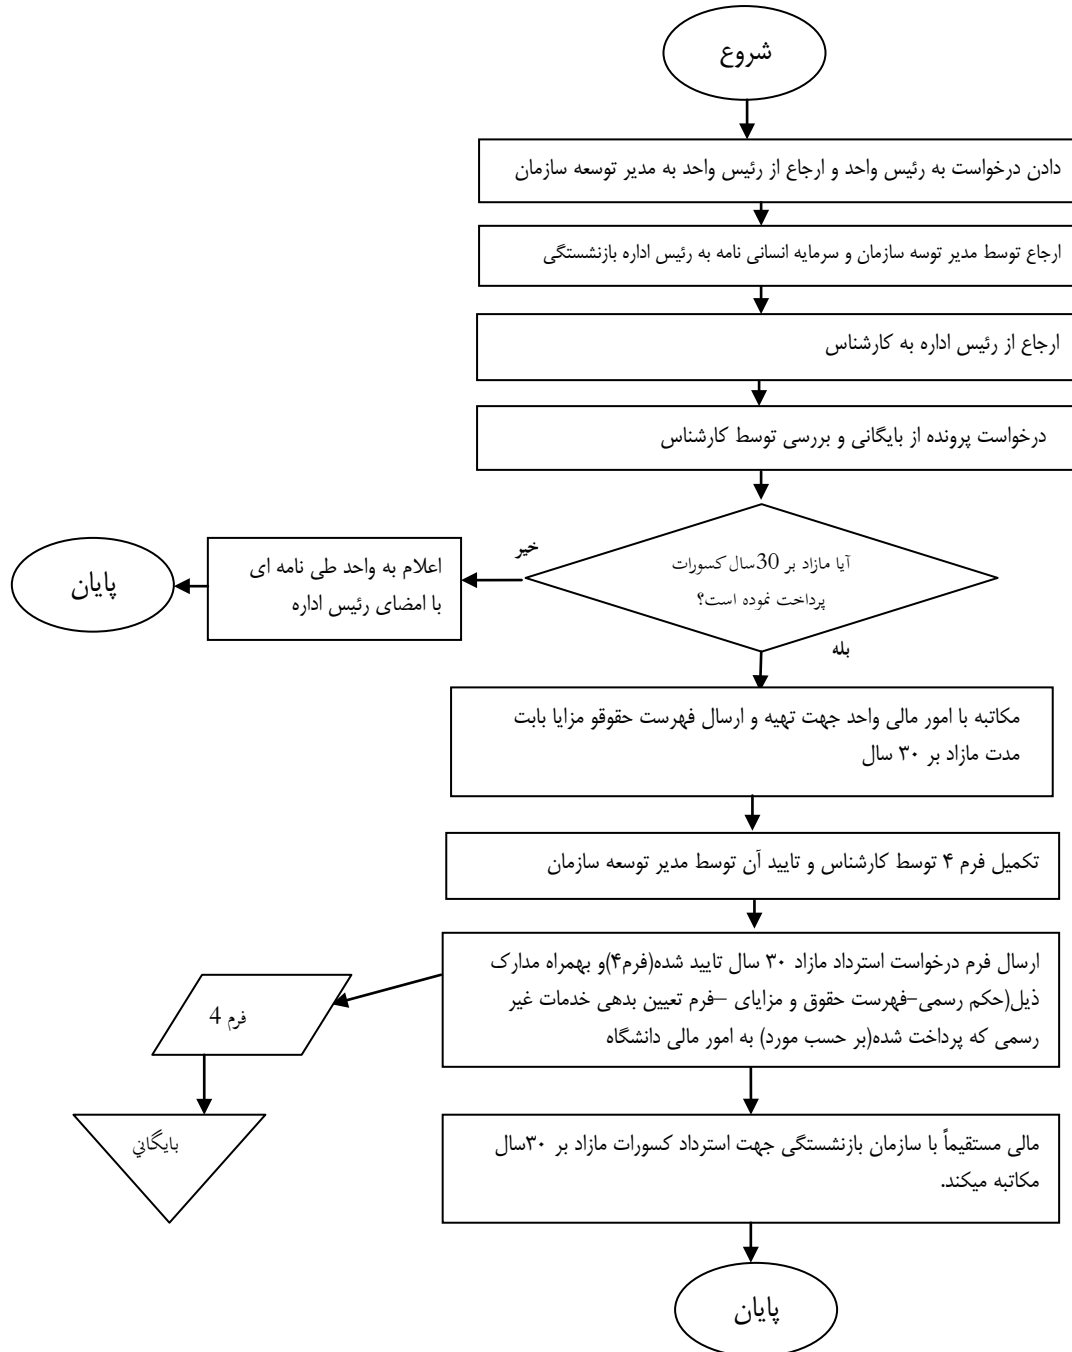 شروع
دادن درخواست به رئیس واحد و ارجاع از رئیس واحد به مدیر توسعه سازمان
ارجاع توسط مدیر توسه سازمان و سرمایه انسانی نامه به رئیس اداره بازنشستگی
ارجاع از رئیس اداره به کارشناس
درخواست پرونده از بایگانی و بررسی توسط کارشناس
آیا مازاد بر 30سال کسورات
پرداخت نموده است؟
خیر
اعلام به واحد طی نامه ای
با امضای رئیس اداره
پایان
بله
مکاتبه با امور مالی واحد جهت تهیه و ارسال فهرست حقوقو مزایا بابت
مدت مازاد بر ۳۰ سال
تکمیل فرم ۴ توسط کارشناس و تایید آن توسط مدیر توسعه سازمان
ارسال فرم درخواست استرداد مازاد ۳۰ سال تایید شده(فرم۴)و بهمراه مدارک
ذیل(حکم رسمی–فهرست حقوق و مزایای –فرم تعیین بدهی خدمات غیر
رسمی که پرداخت شده(بر حسب مورد) به امور مالی دانشگاه
فرم 4
بايگاني
مالی مستقیماً با سازمان بازنشستگی جهت استرداد کسورات مازاد بر ۳۰سال
مکاتبه میکند.
پایان